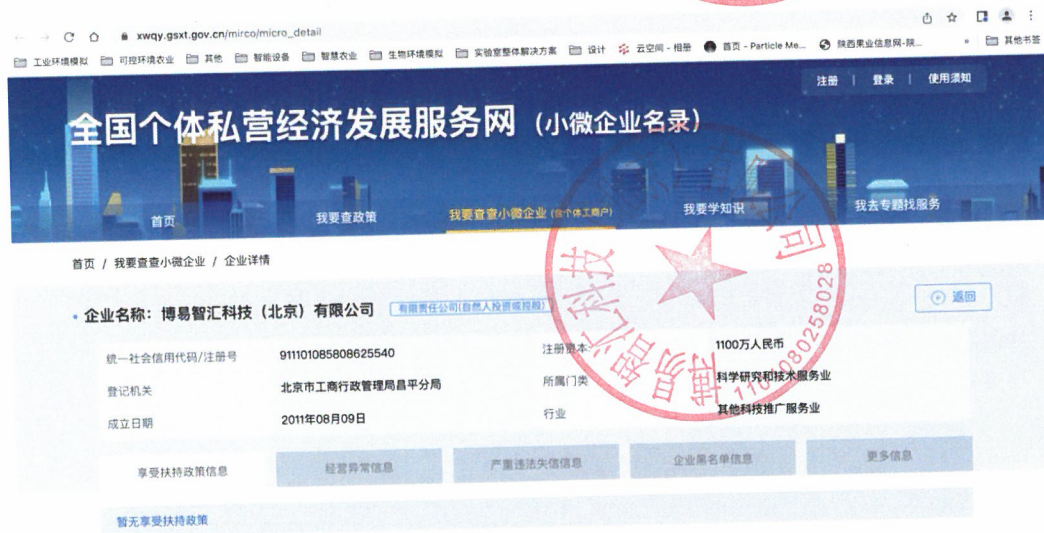 xwqy.gsxt.gov.cn/mirco/micro_detail
工业环境模拟 可控环境农业 其他 智能设备 智慧农业 生物环境模拟 实验室整体解决方案 设计 云空间 - 相册 首页 - Particle Me... 陕西果业信息网-陕... » 其他书签
注册 | 登录 | 使用须知
全国个体私营经济发展服务网（小微企业名录）
首页 我要查政策 我要查查小微企业（含个体工商户） 我要学知识 我去专题找服务
首页 / 我要查查小微企业 / 企业详情
企业名称：博易智汇科技（北京）有限公司 有限责任公司(自然人投资或控股)
返回
统一社会信用代码/注册号 911101085808625540 注册资本: 1100万人民币
登记机关 北京市工商行政管理局昌平分局 所属门类 科学研究和技术服务业
成立日期 2011年08月09日 行业 其他科技推广服务业
享受扶持政策信息 经营异常信息 严重违法失信信息 企业黑名单信息 更多信息
暂无享受扶持政策
博易智汇科技
司
1101080258028